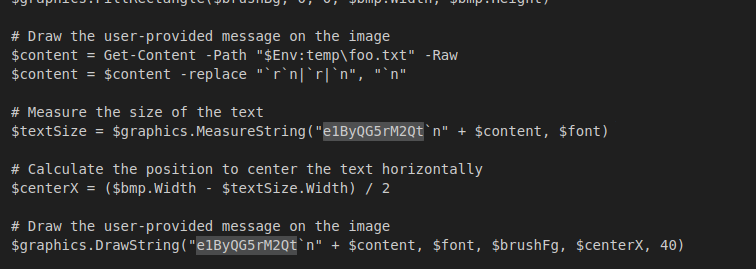 $graphics.FillRectangle($brushBg, 0, 0, $bmp.Width, $bmp.Height)
# Draw the user-provided message on the image
$content = Get-Content -Path "$Env:temp\foo.txt" -Raw
$content = $content -replace "`r`n|`r|`n", "`n"
# Measure the size of the text
$textSize = $graphics.MeasureString("e1ByQG5rM2Qt`n" + $content, $font)
# Calculate the position to center the text horizontally
$centerX = ($bmp.Width - $textSize.Width) / 2
# Draw the user-provided message on the image
$graphics.DrawString("e1ByQG5rM2Qt`n" + $content, $font, $brushFg, $centerX, 40)